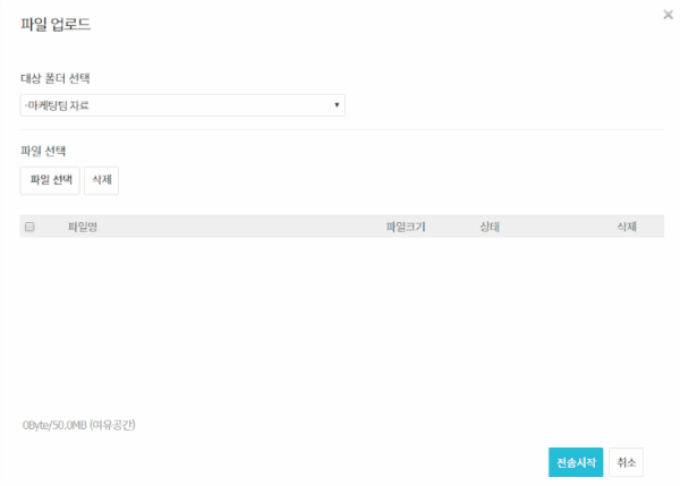 파일 업로드
대상 폴더 선택
-마케팅팀 자료
파일 선택
파일 선택 삭제
파일명 파일크기 상태 삭제
0Byte/50.0MB (여유공간)
전송시작 취소